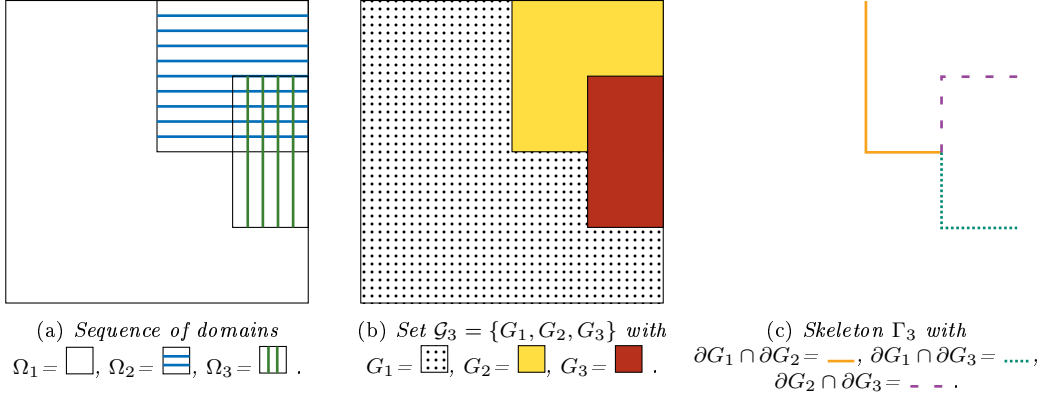 (a) Sequence of domains
Ω₁ = , Ω₂ = , Ω₃ = .
(b) Set 𝒢₃ = {G₁, G₂, G₃} with
G₁ = , G₂ = , G₃ = .
(c) Skeleton Γ₃ with
∂G₁ ∩ ∂G₂ = , ∂G₁ ∩ ∂G₃ = ,
∂G₂ ∩ ∂G₃ = .